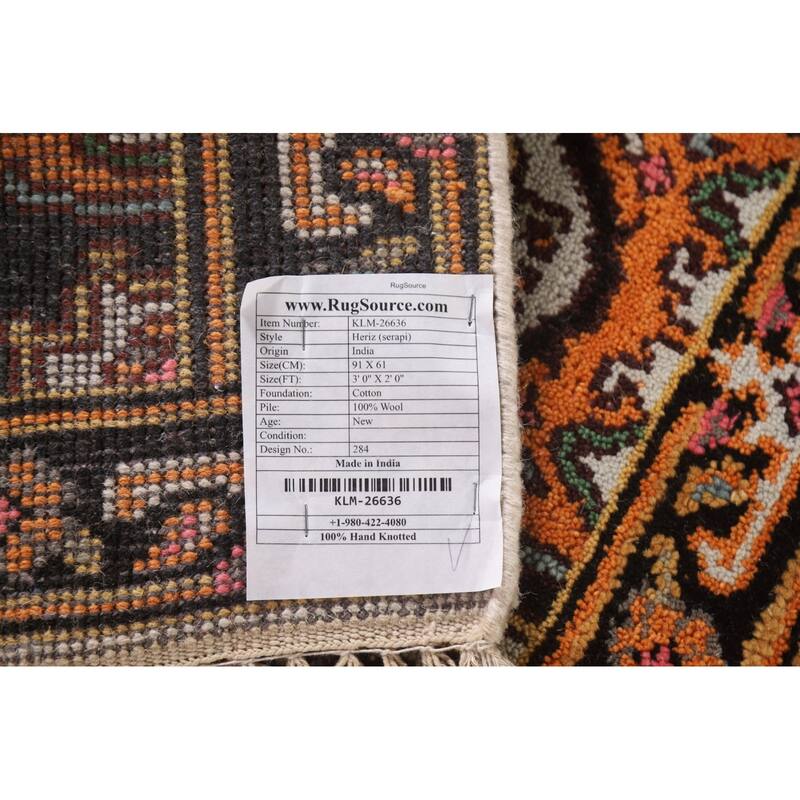 RugSource
www.RugSource.com
Item Number: KLM-26636
Style Heriz (serapi)
Origin India
Size(CM): 91 X 61
Size(FT): 3' 0" X 2' 0"
Foundation: Cotton
Pile: 100% Wool
Age: New
Condition:
Design No.: 284
Made in India
KLM-26636
+1-980-422-4080
100% Hand Knotted